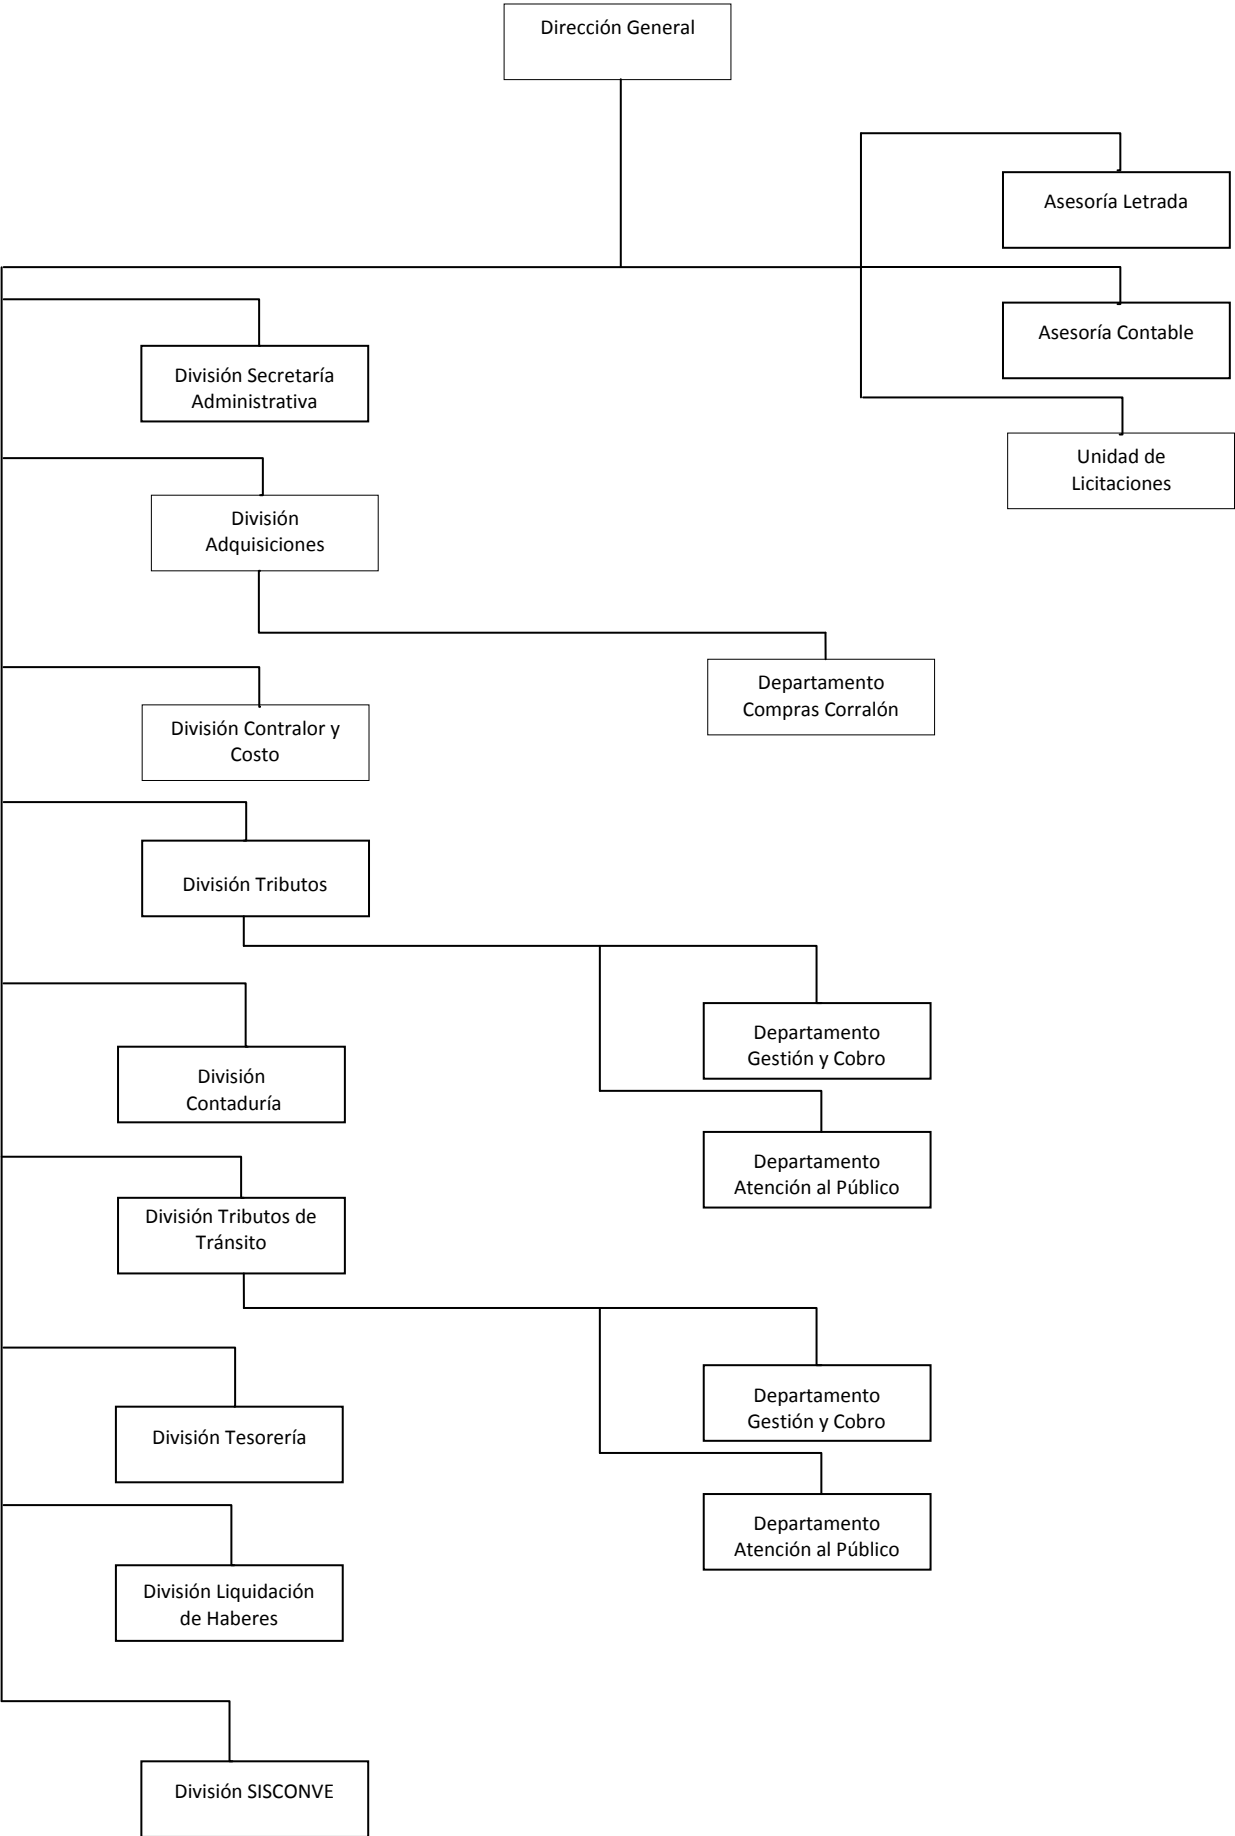 Dirección General
Asesoría Letrada
Asesoría Contable
División Secretaría
Administrativa
Unidad de
Licitaciones
División
Adquisiciones
Departamento
Compras Corralón
División Contralor y
Costo
División Tributos
Departamento
Gestión y Cobro
División
Contaduría
Departamento
Atención al Público
División Tributos de
Tránsito
Departamento
Gestión y Cobro
División Tesorería
Departamento
Atención al Público
División Liquidación
de Haberes
División SISCONVE